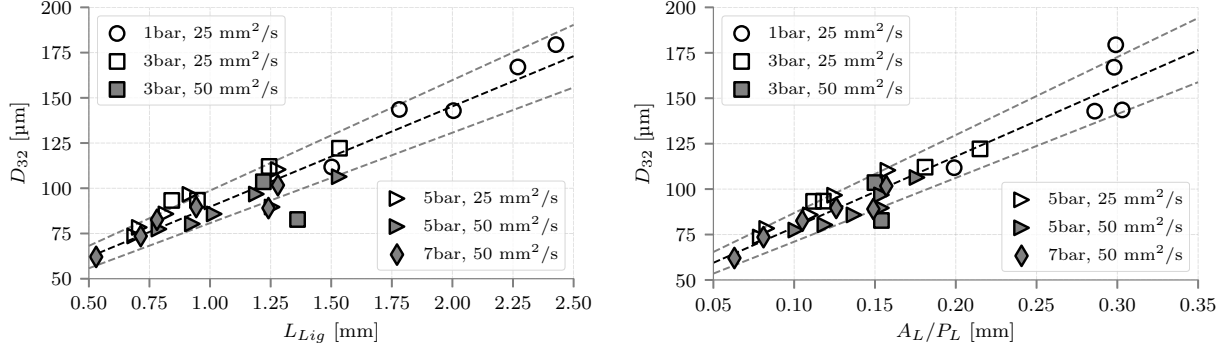 200
175
150
125
100
75
50
D₃₂ [µm]
1bar, 25 mm²/s
3bar, 25 mm²/s
3bar, 50 mm²/s
5bar, 25 mm²/s
5bar, 50 mm²/s
7bar, 50 mm²/s
0.50 0.75 1.00 1.25 1.50 1.75 2.00 2.25 2.50
L_Lig [mm]
200
175
150
125
100
75
50
D₃₂ [µm]
1bar, 25 mm²/s
3bar, 25 mm²/s
3bar, 50 mm²/s
5bar, 25 mm²/s
5bar, 50 mm²/s
7bar, 50 mm²/s
0.05 0.10 0.15 0.20 0.25 0.30 0.35
A_L/P_L [mm]